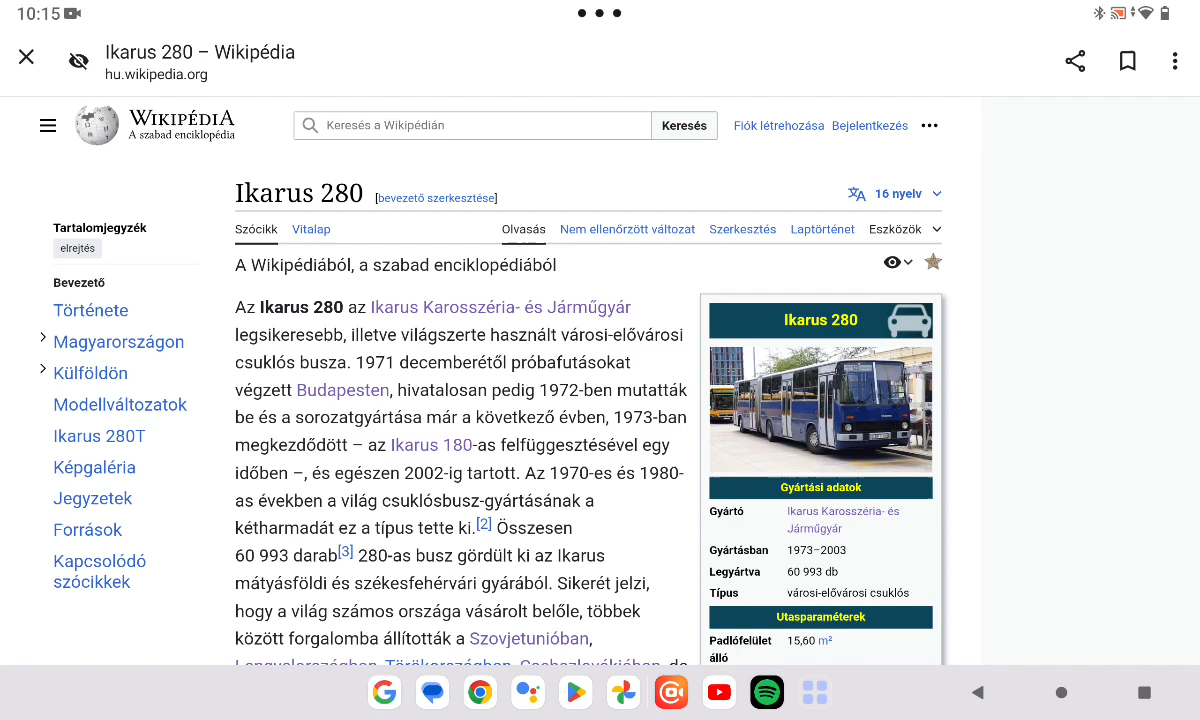 10:15
Ikarus 280 – Wikipédia
hu.wikipedia.org
WIKIPÉDIA
A szabad enciklopédia
Keresés a Wikipédián
Keresés
Fiók létrehozása Bejelentkezés
Ikarus 280 [bevezető szerkesztése]
16 nyelv
Szócikk Vitalap Olvasás Nem ellenőrzött változat Szerkesztés Laptörténet Eszközök
A Wikipédiából, a szabad enciklopédiából
Tartalomjegyzék
elrejtés
Bevezető
Története
Magyarországon
Külföldön
Modellváltozatok
Ikarus 280T
Képgaléria
Jegyzetek
Források
Kapcsolódó
szócikkek
Az Ikarus 280 az Ikarus Karosszéria- és Járműgyár
legsikeresebb, illetve világszerte használt városi-elővárosi
csuklós busza. 1971 decemberétől próbafutásokat
végzett Budapesten, hivatalosan pedig 1972-ben mutatták
be és a sorozatgyártása már a következő évben, 1973-ban
megkezdődött – az Ikarus 180-as felfüggesztésével egy
időben –, és egészen 2002-ig tartott. Az 1970-es és 1980-
as években a világ csuklósbusz-gyártásának a
kétharmadát ez a típus tette ki.[2] Összesen
60 993 darab[3] 280-as busz gördült ki az Ikarus
mátyásföldi és székesfehérvári gyárából. Sikerét jelzi,
hogy a világ számos országa vásárolt belőle, többek
között forgalomba állították a Szovjetunióban,
Lengyelországban, Törökországban, Csehszlovákiában, de
Ikarus 280
Gyártási adatok
Gyártó Ikarus Karosszéria- és
Járműgyár
Gyártásban 1973–2003
Legyártva 60 993 db
Típus városi-elővárosi csuklós
Utasparaméterek
Padlófelület 15,60 m²
álló